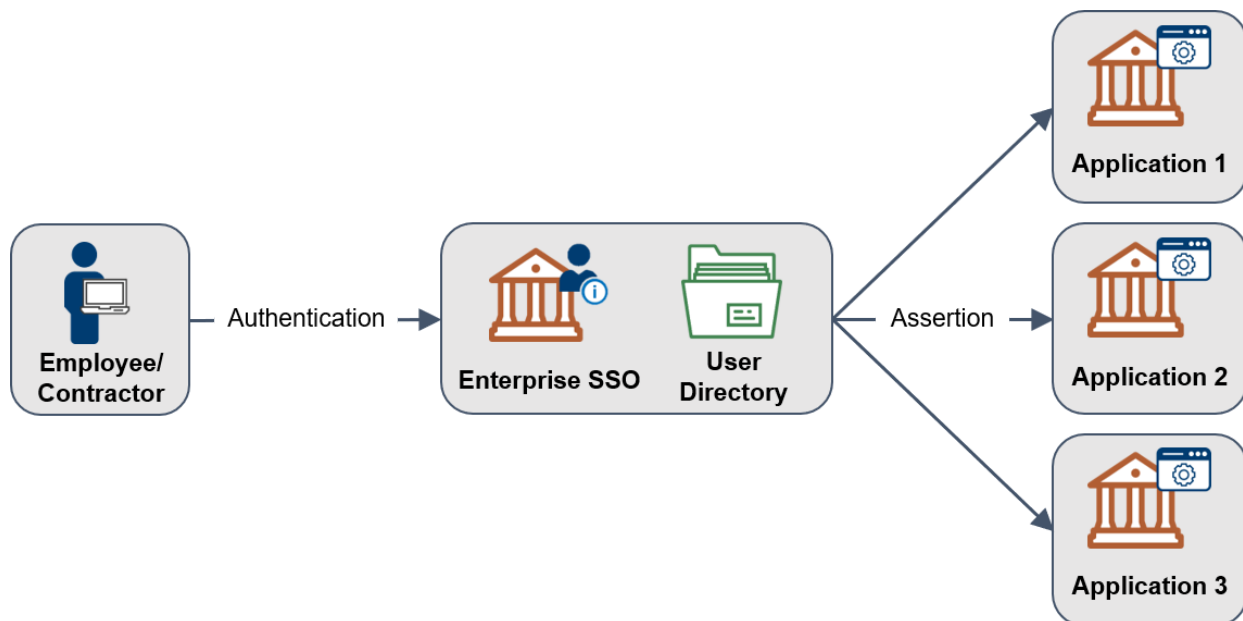 Application 1
Employee/
Contractor
Authentication
Enterprise SSO
User
Directory
Assertion
Application 2
Application 3